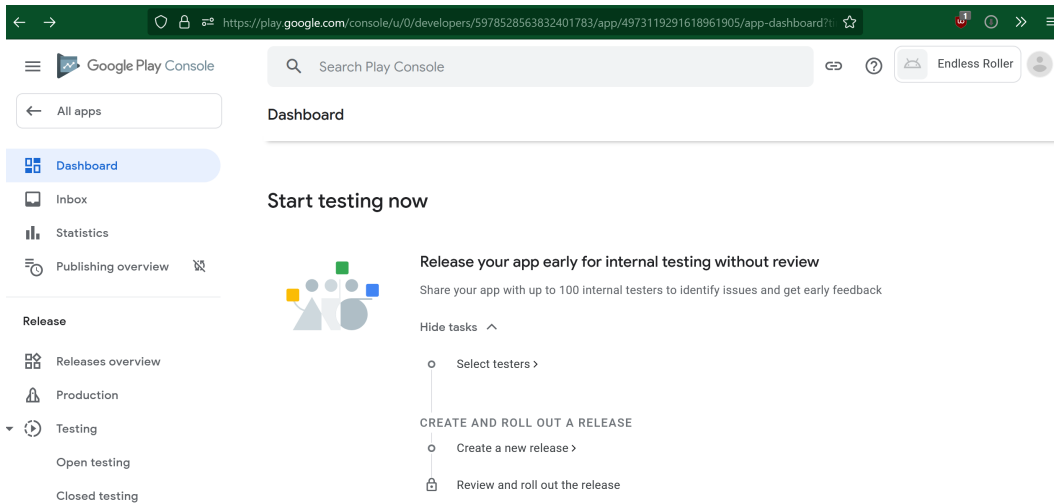 https://play.google.com/console/u/0/developers/5978528563832401783/app/4973119291618961905/app-dashboard?ti
1
Google Play Console
Search Play Console
Endless Roller
All apps
Dashboard
Dashboard
Inbox
Statistics
Publishing overview
Release
Releases overview
Production
Testing
Open testing
Closed testing
Start testing now
Release your app early for internal testing without review
Share your app with up to 100 internal testers to identify issues and get early feedback
Hide tasks
Select testers >
CREATE AND ROLL OUT A RELEASE
Create a new release >
Review and roll out the release